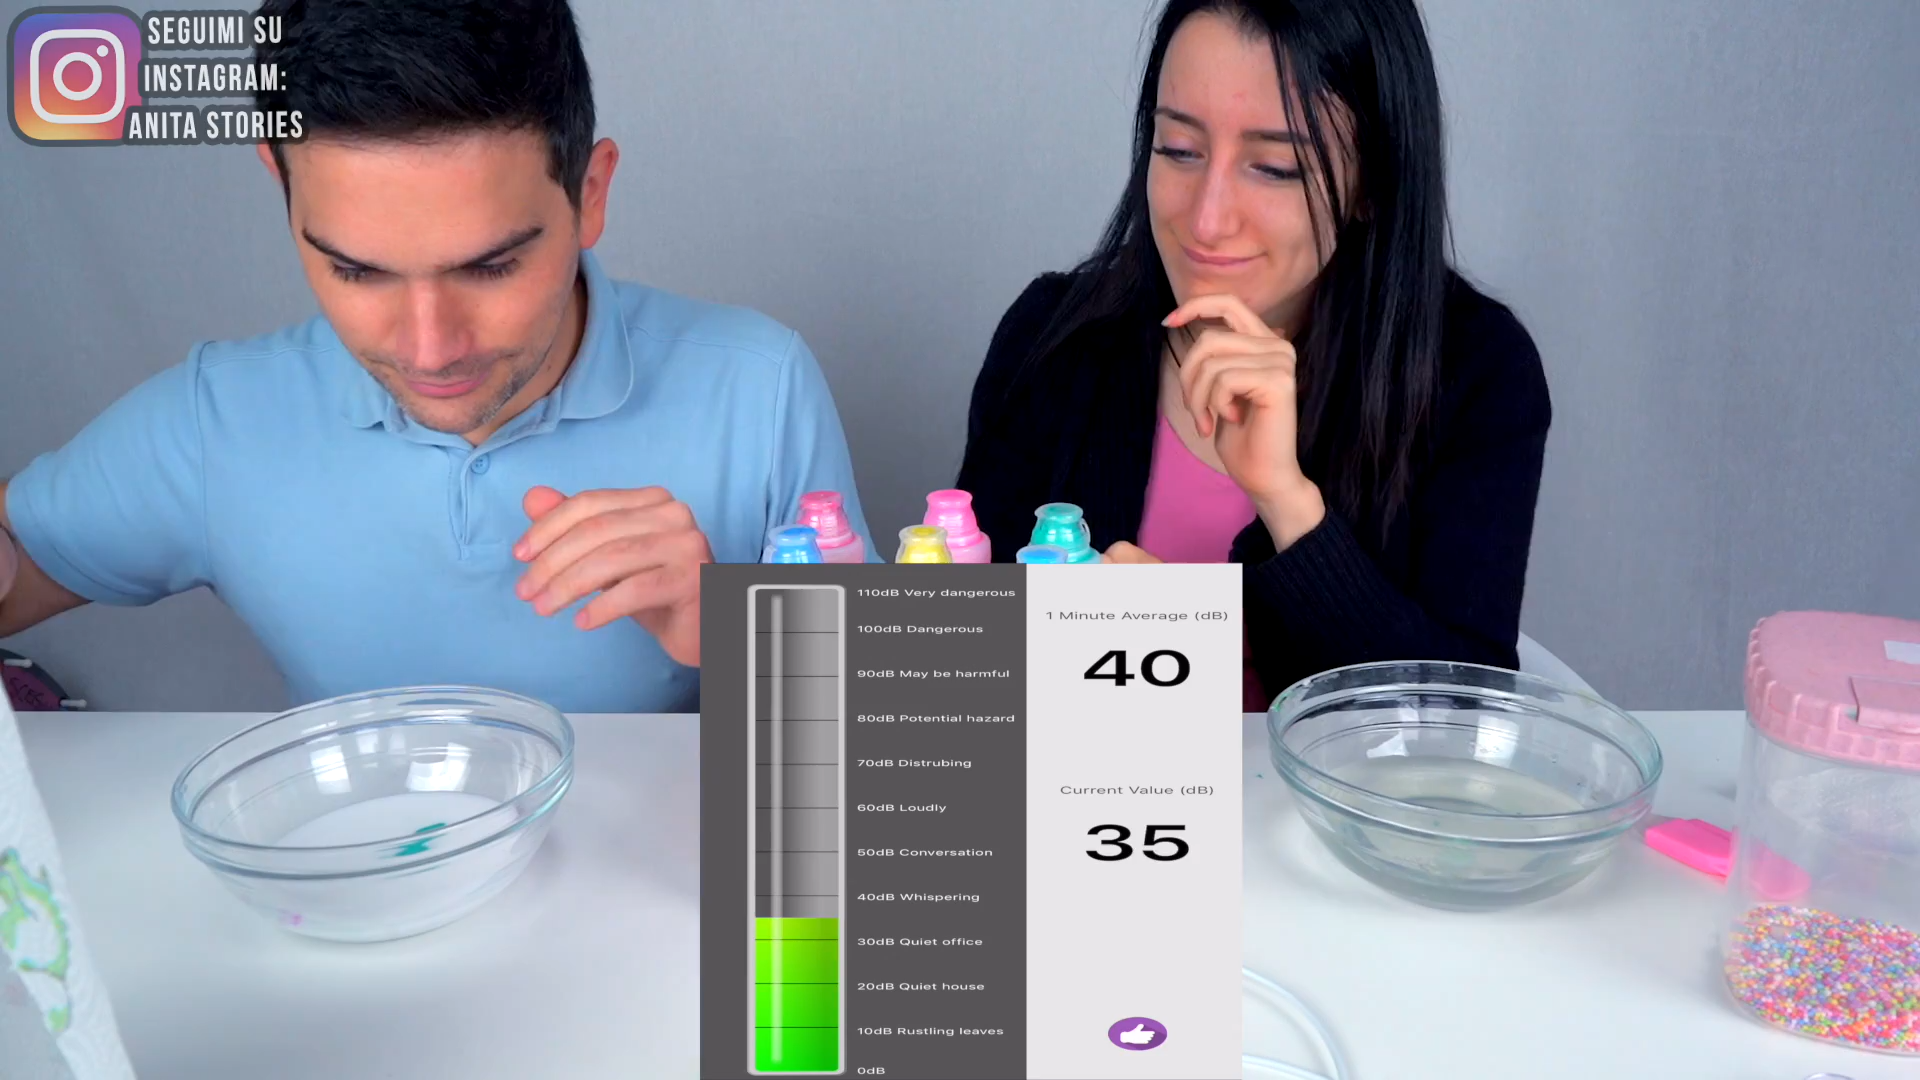 SEGUIMI SU
INSTAGRAM:
ANITA STORIES
110dB Very dangerous
100dB Dangerous
90dB May be harmful
80dB Potential hazard
70dB Distrubing
60dB Loudly
50dB Conversation
40dB Whispering
30dB Quiet office
20dB Quiet house
10dB Rustling leaves
0dB
1 Minute Average (dB)
40
Current Value (dB)
35